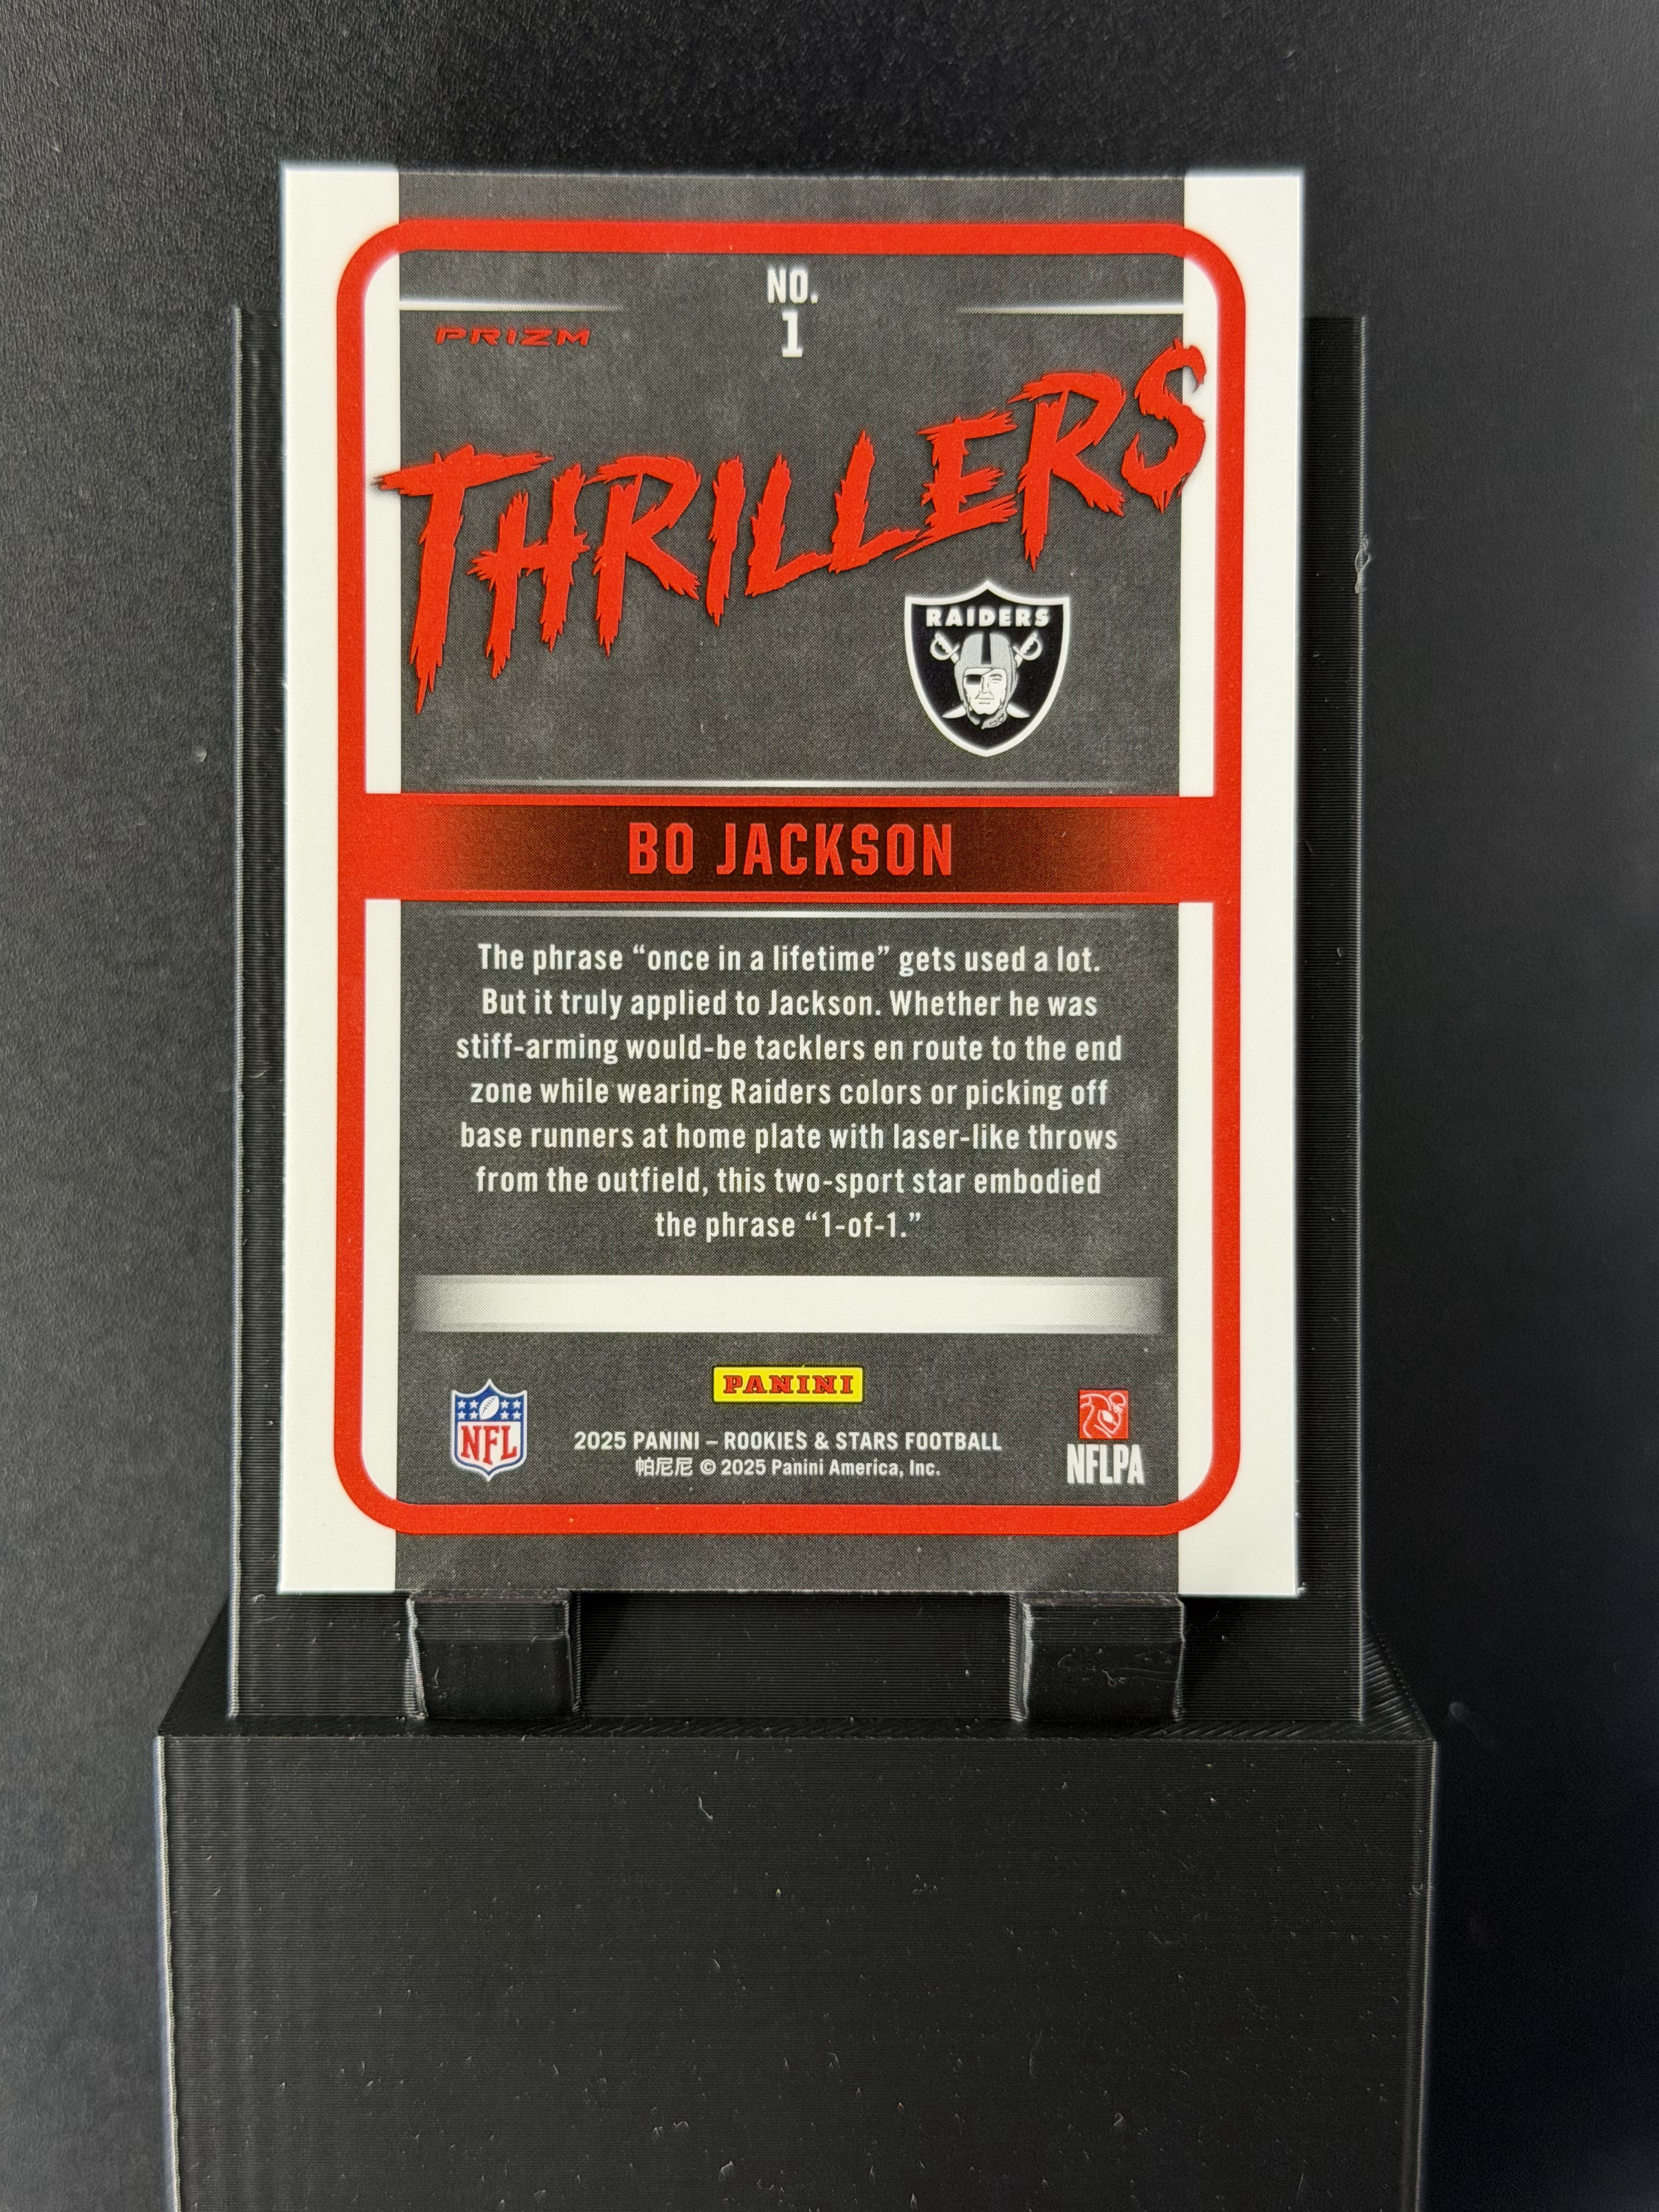 NO.
1
PRIZM
THRILLERS
RAIDERS
BO JACKSON
The phrase “once in a lifetime” gets used a lot.
But it truly applied to Jackson. Whether he was
stiff-arming would-be tacklers en route to the end
zone while wearing Raiders colors or picking off
base runners at home plate with laser-like throws
from the outfield, this two-sport star embodied
the phrase “1-of-1.”
PANINI
NFL
2025 PANINI – ROOKIES & STARS FOOTBALL
帕尼尼 © 2025 Panini America, Inc.
NFLPA